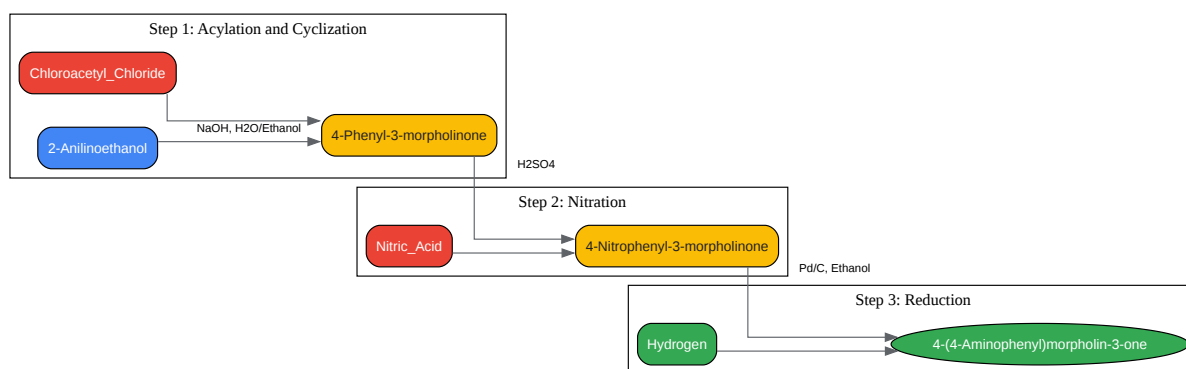 Step 1: Acylation and Cyclization
Chloroacetyl_Chloride
NaOH, H2O/Ethanol
2-Anilinoethanol
4-Phenyl-3-morpholinone
H2SO4
Step 2: Nitration
Nitric_Acid
4-Nitrophenyl-3-morpholinone
Pd/C, Ethanol
Step 3: Reduction
Hydrogen
4-(4-Aminophenyl)morpholin-3-one